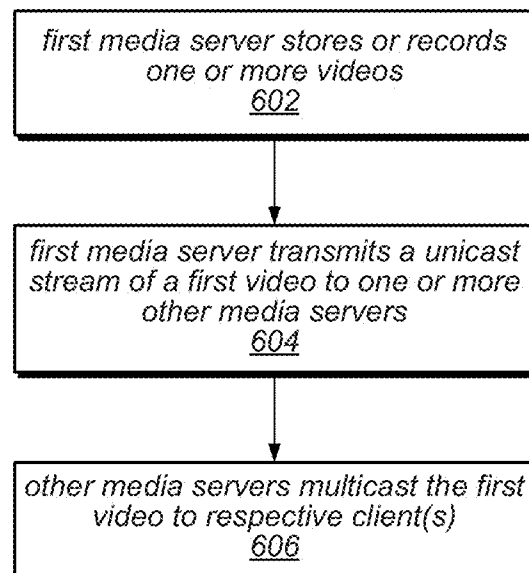 first media server stores or records
one or more videos
602
first media server transmits a unicast
stream of a first video to one or more
other media servers
604
other media servers multicast the first
video to respective client(s)
606